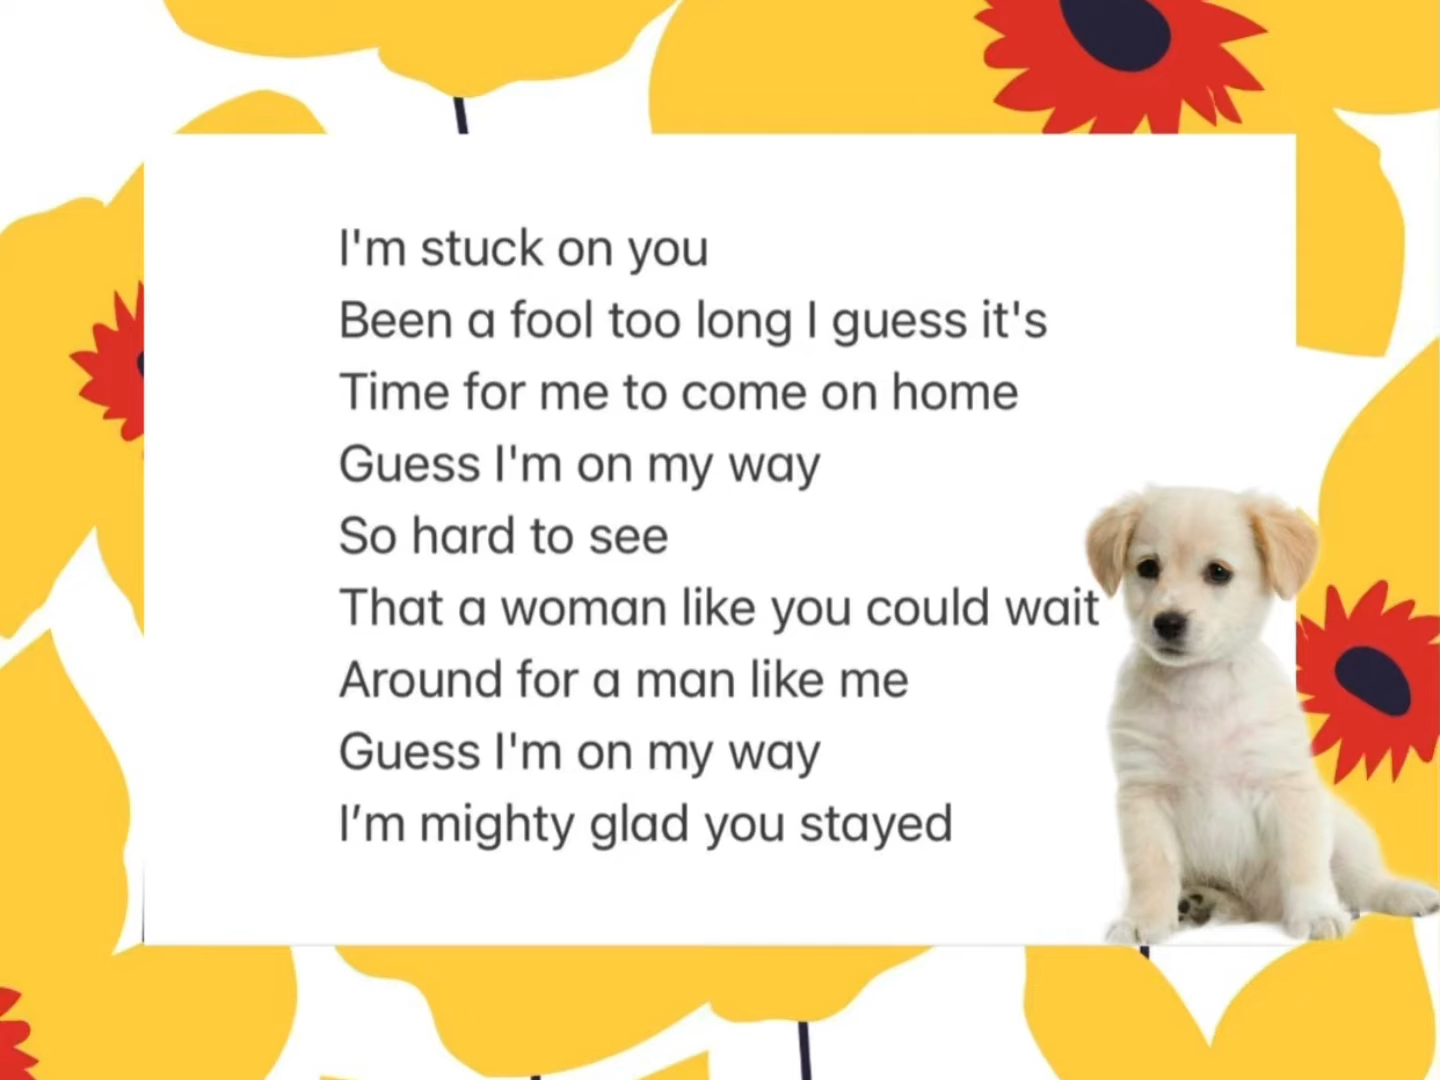 I'm stuck on you
Been a fool too long I guess it's
Time for me to come on home
Guess I'm on my way
So hard to see
That a woman like you could wait
Around for a man like me
Guess I'm on my way
I’m mighty glad you stayed